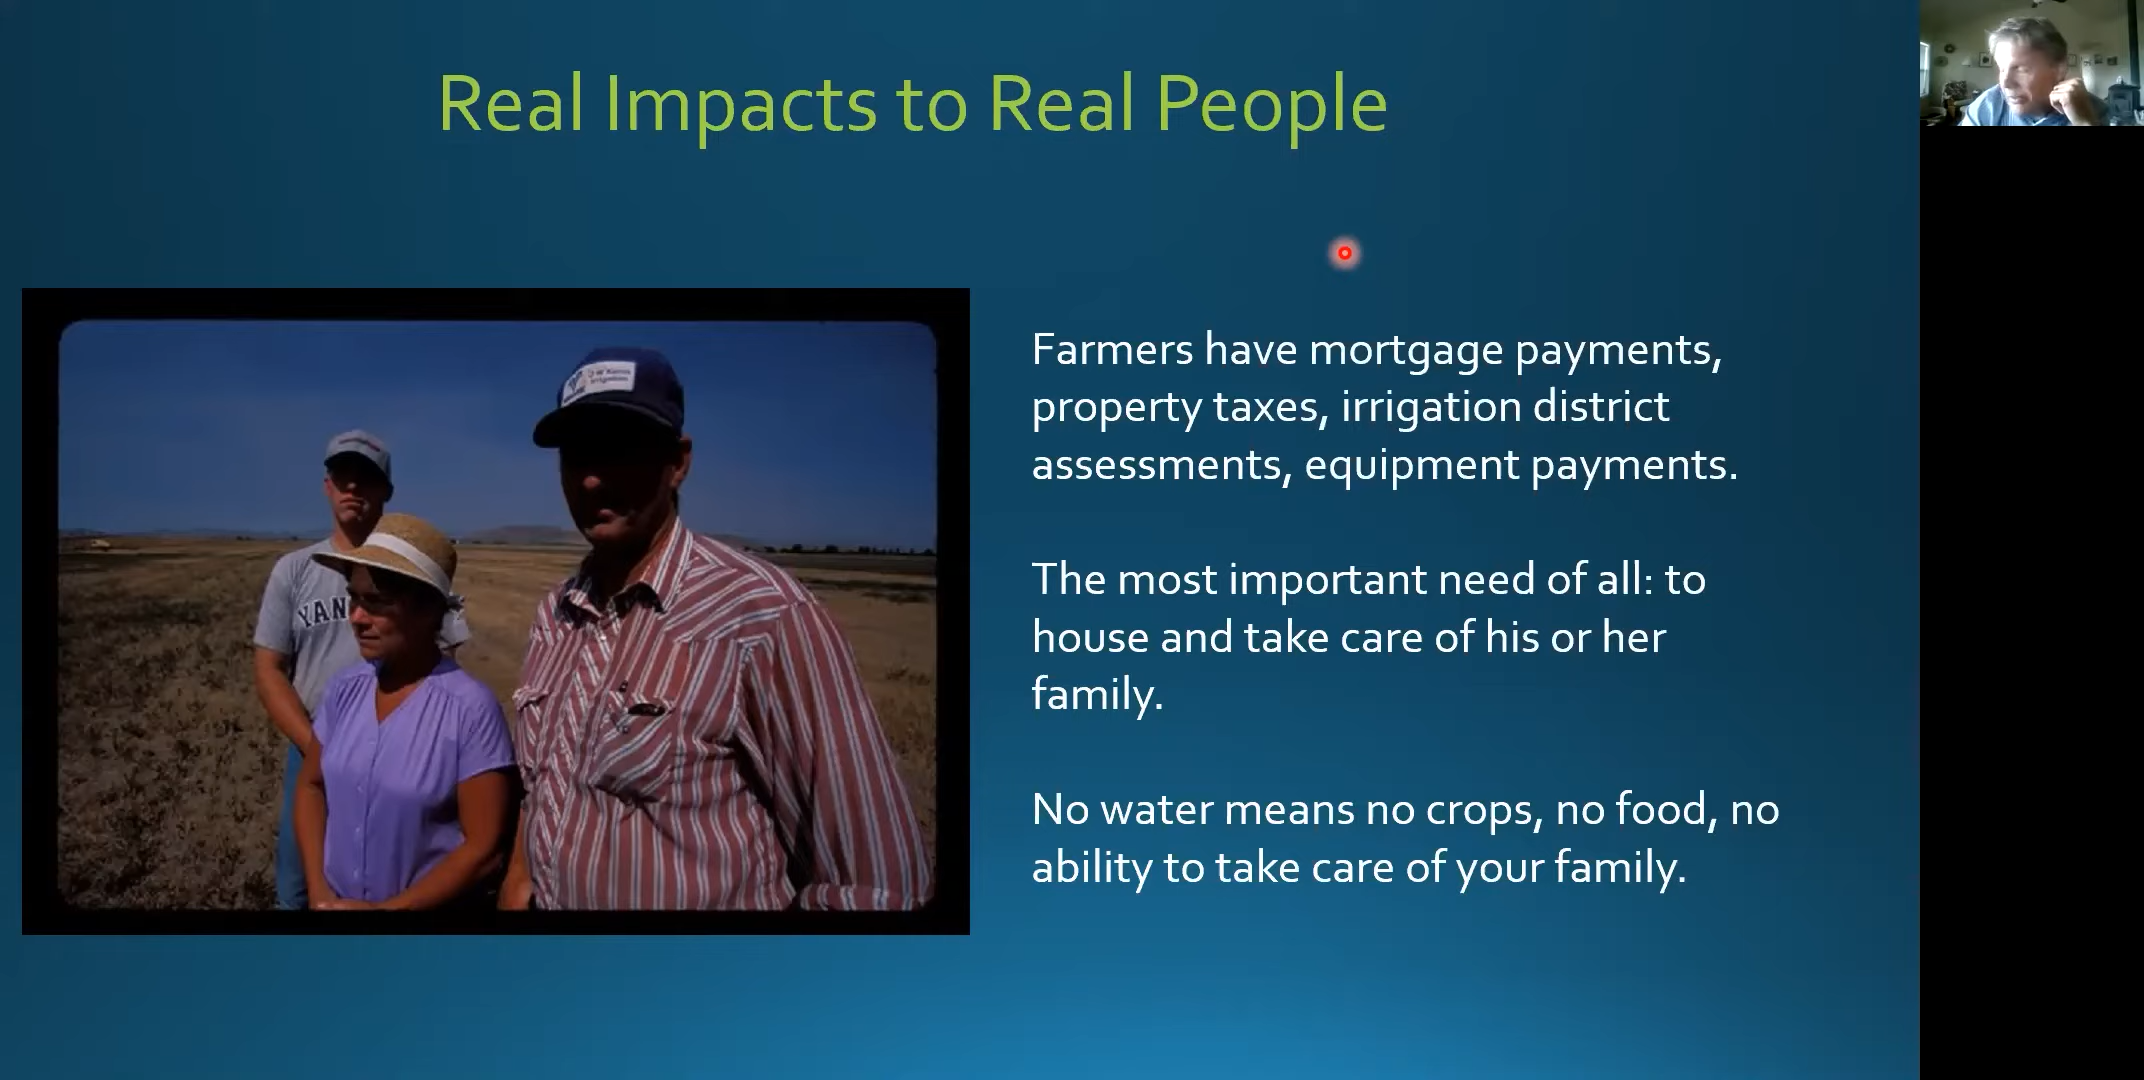 Real Impacts to Real People
Farmers have mortgage payments,
property taxes, irrigation district
assessments, equipment payments.
The most important need of all: to
house and take care of his or her
family.
No water means no crops, no food, no
ability to take care of your family.
YAN
Irrigation